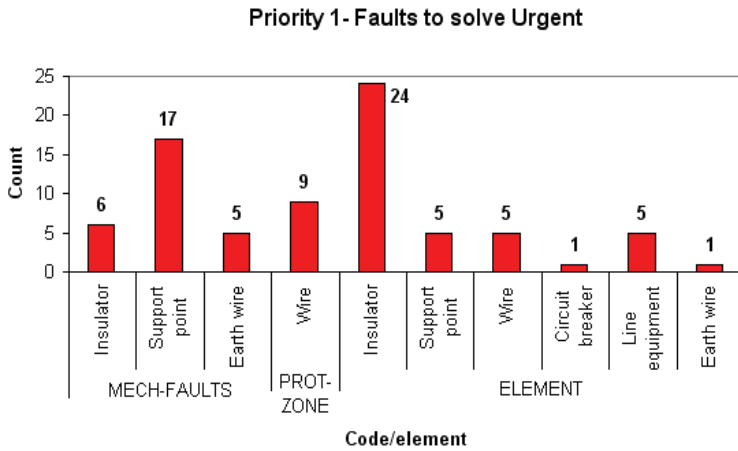 Priority 1- Faults to solve Urgent
Count
25
20
15
10
5
0
6
17
5
9
24
5
5
1
5
1
Insulator
Support
point
Earth wire
Wire
Insulator
Support
point
Wire
Circuit
breaker
Line
equipment
Earth wire
MECH-FAULTS
PROT-
ZONE
ELEMENT
Code/element